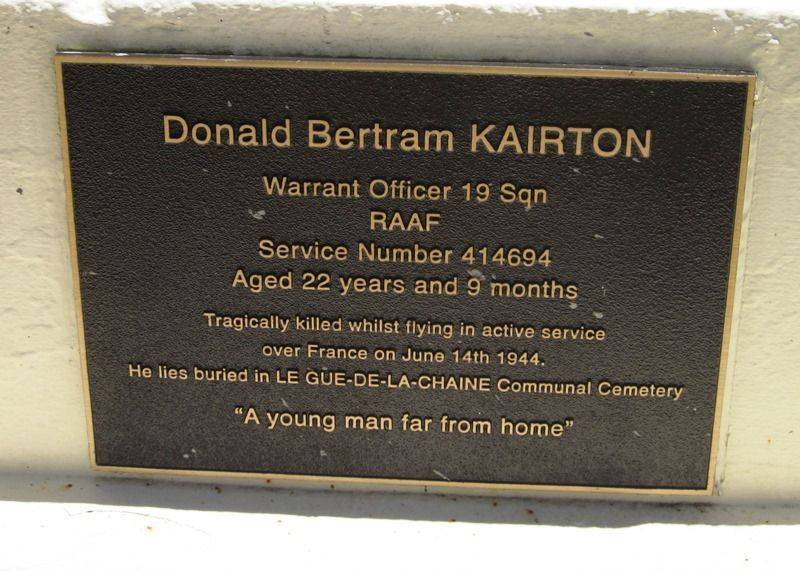 Donald Bertram KAIRTON
Warrant Officer 19 Sqn
RAAF
Service Number 414694
Aged 22 years and 9 months
Tragically killed whilst flying in active service
over France on June 14th 1944.
He lies buried in LE GUE-DE-LA-CHAINE Communal Cemetery
“A young man far from home”